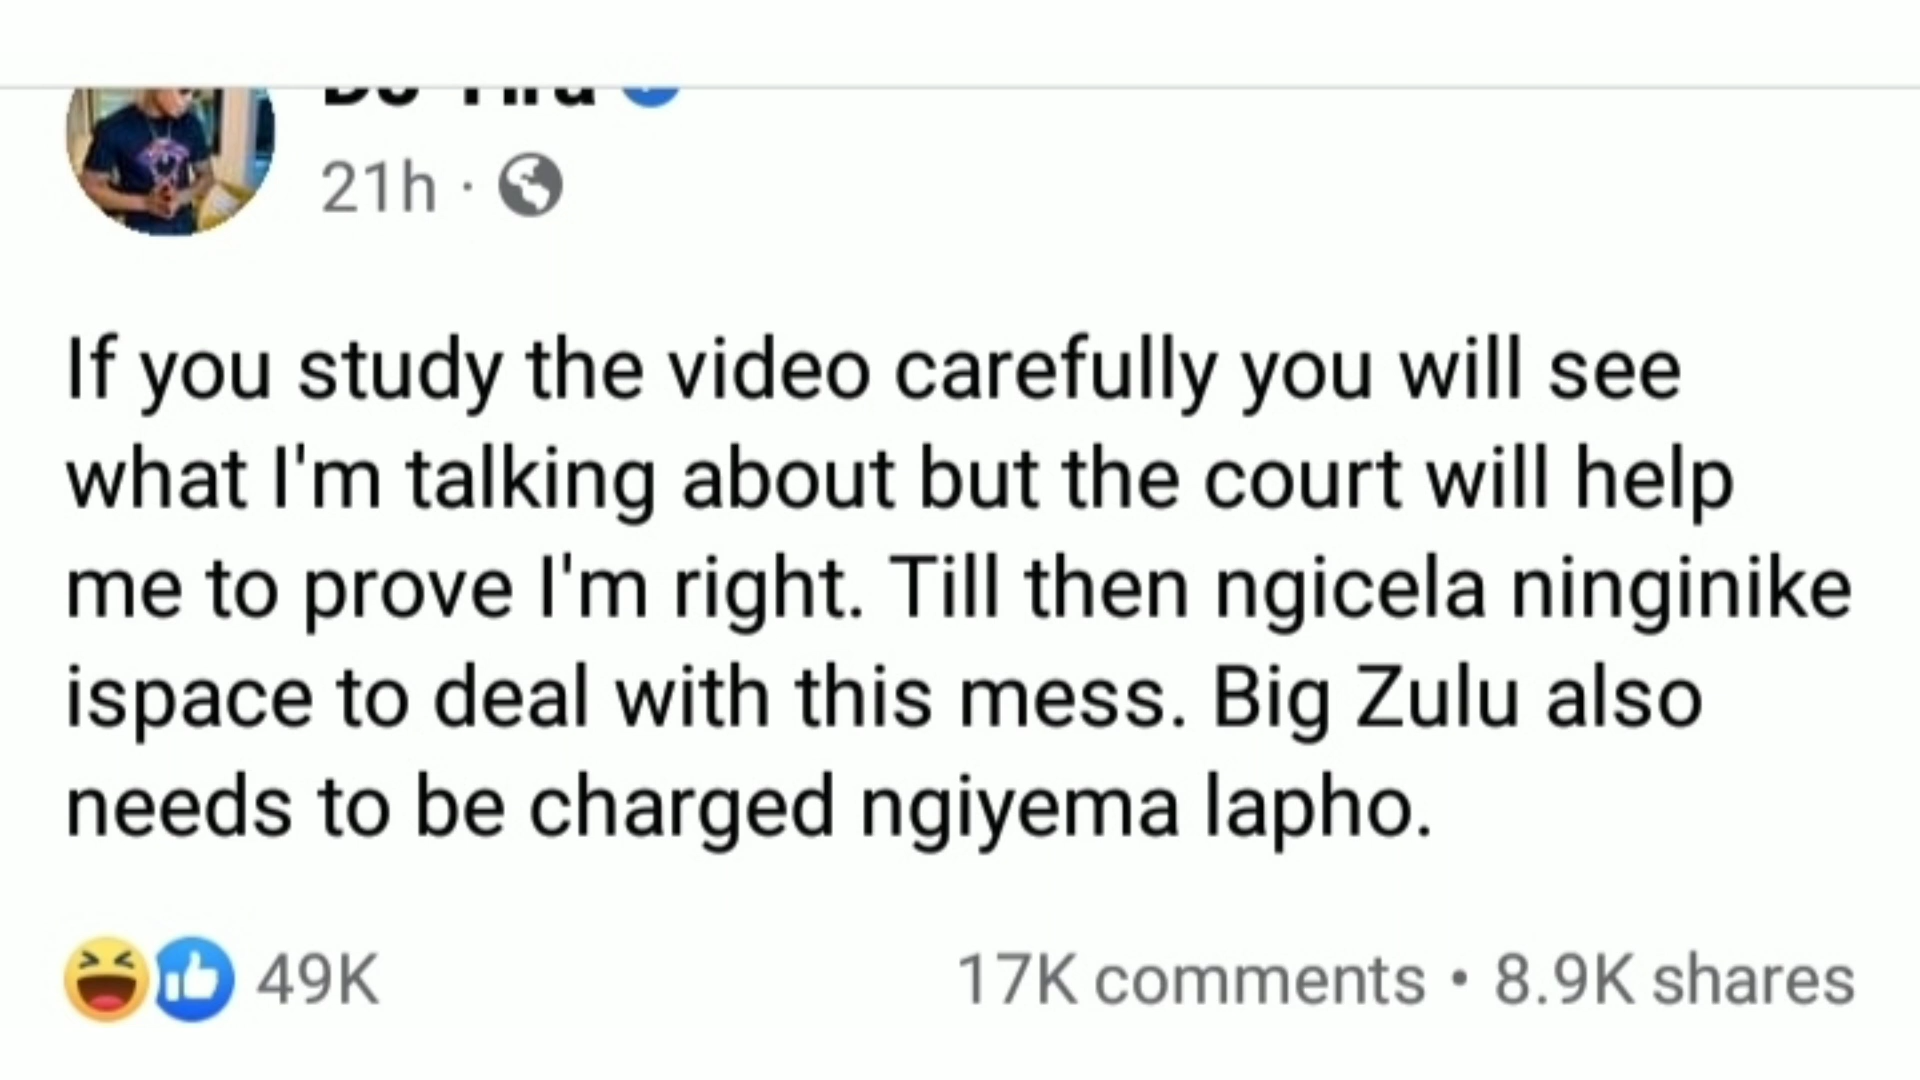 21h ·
If you study the video carefully you will see
what I'm talking about but the court will help
me to prove I'm right. Till then ngicela ninginike
ispace to deal with this mess. Big Zulu also
needs to be charged ngiyema lapho.
49K 17K comments • 8.9K shares